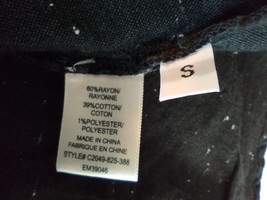 60%RAYON/
RAYONNE
39%COTTON/
COTON
1%POLYESTER/
POLYESTER
MADE IN CHINA
FABRIQUE EN CHINE
STYLE# C2049-825-388
EM39046
S